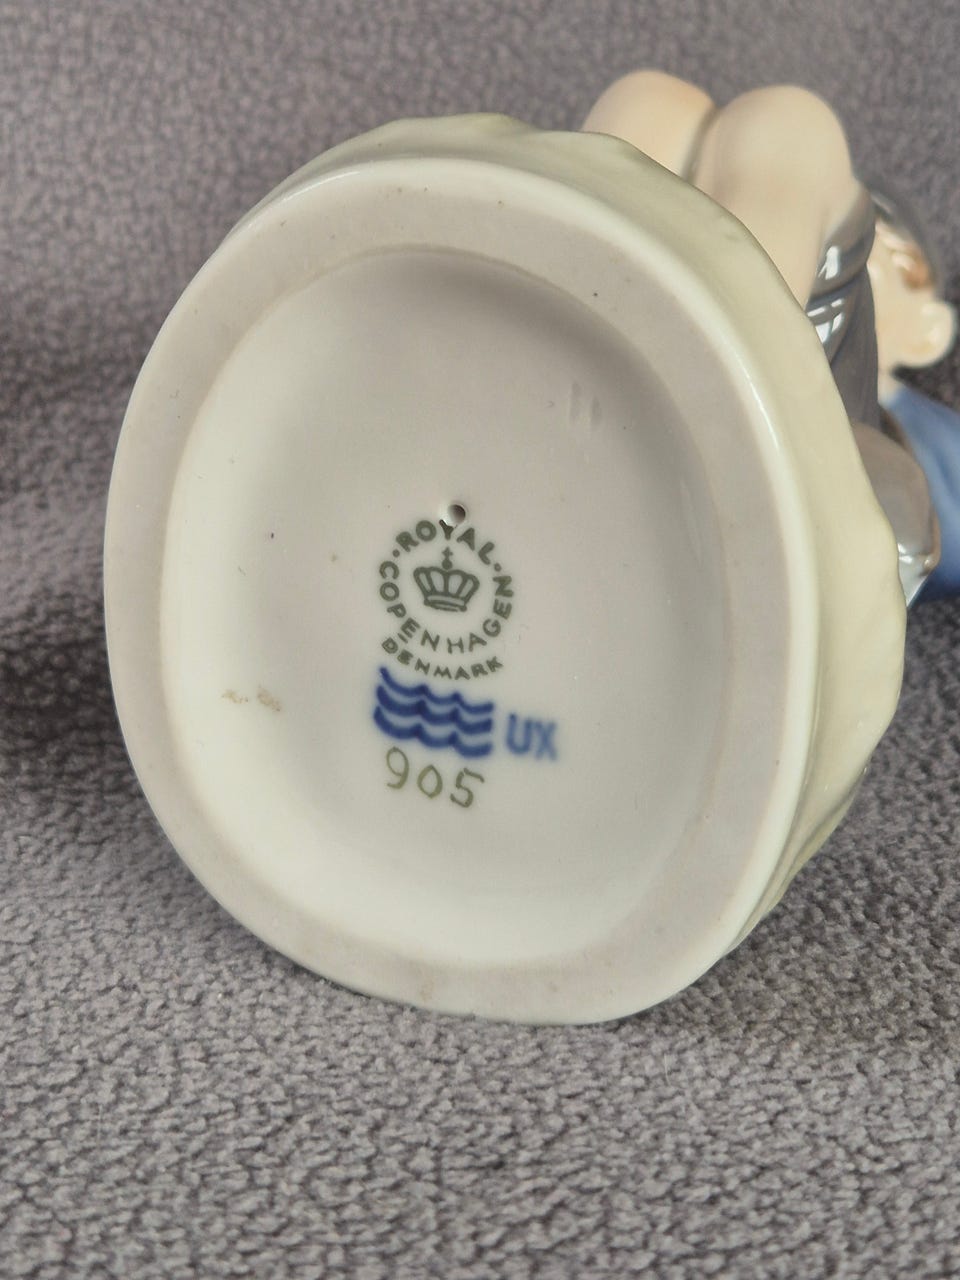 ROYAL
COPENHAGEN
DENMARK
UX
905